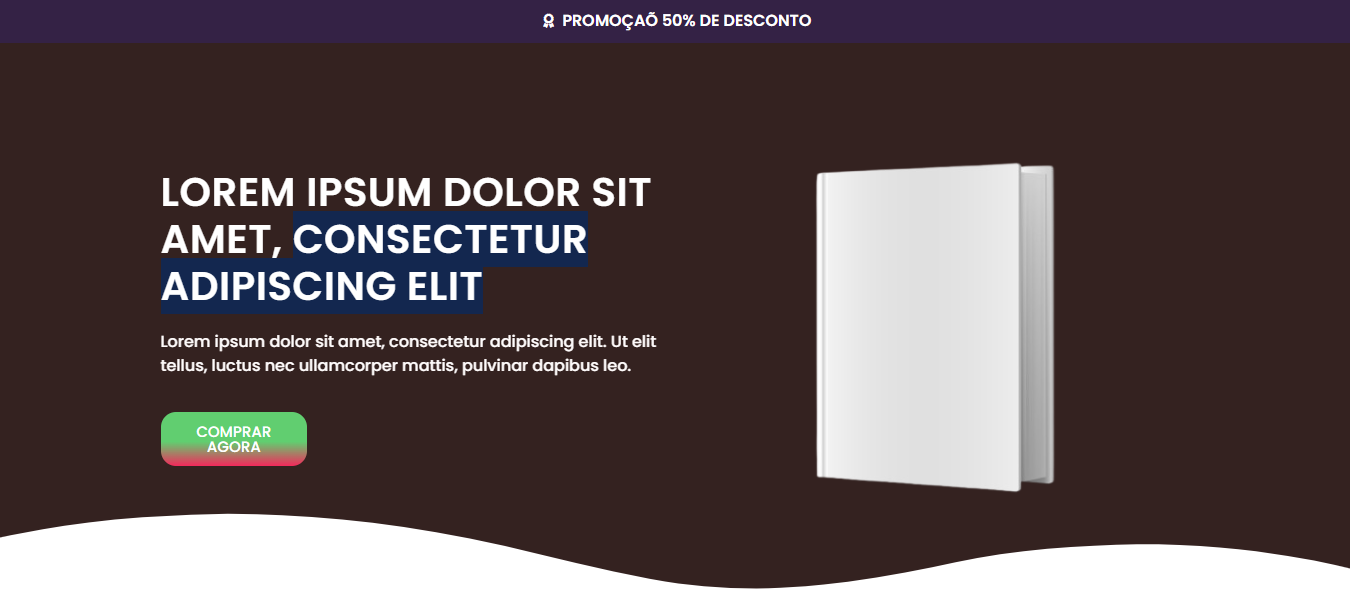 PROMOÇAÕ 50% DE DESCONTO
LOREM IPSUM DOLOR SIT
AMET, CONSECTETUR
ADIPISCING ELIT
Lorem ipsum dolor sit amet, consectetur adipiscing elit. Ut elit
tellus, luctus nec ullamcorper mattis, pulvinar dapibus leo.
COMPRAR
AGORA